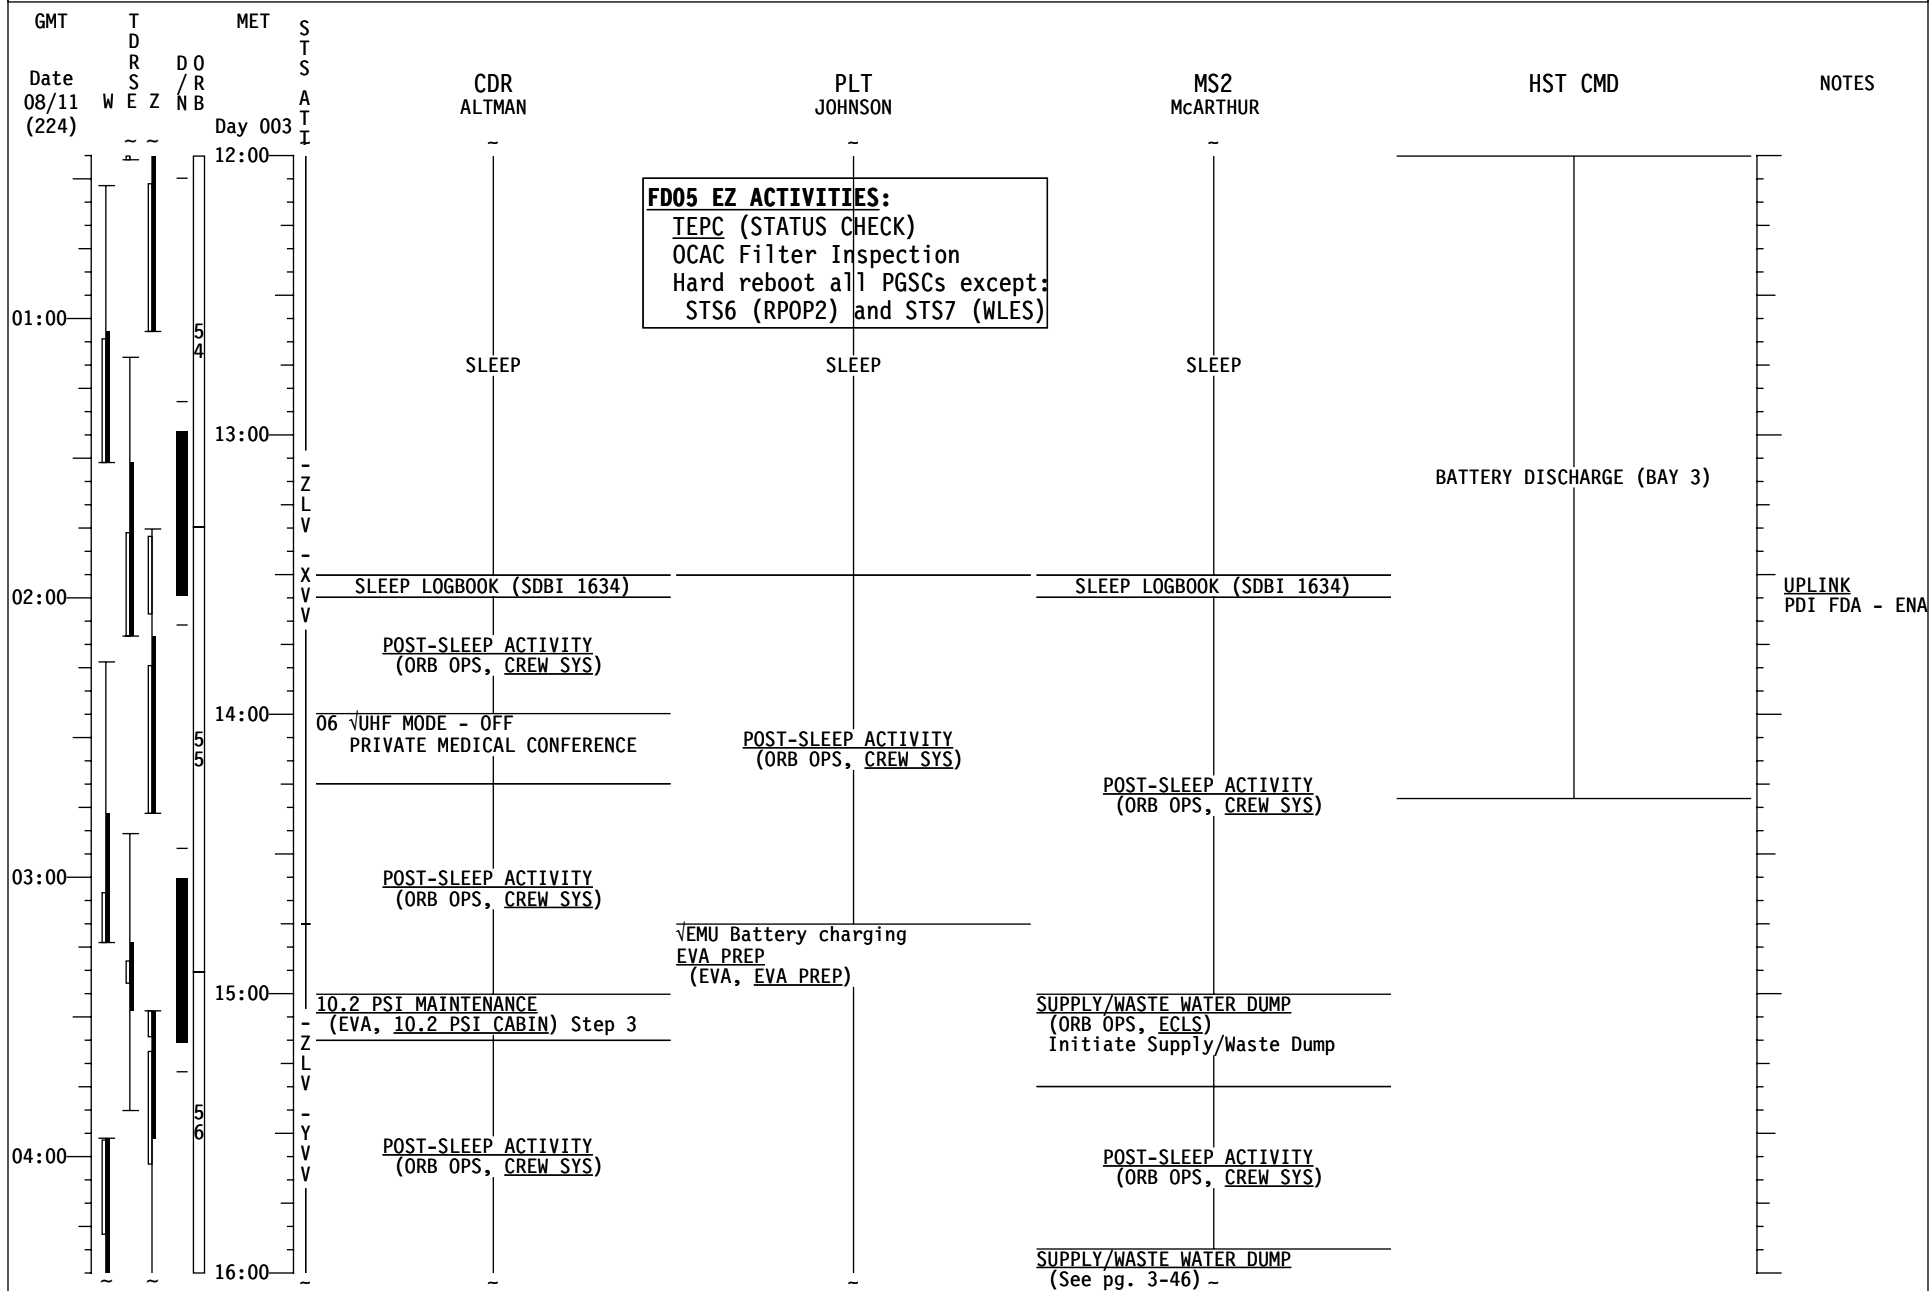 GMT
TDRS
MET
STS ATT
D/N
ORB
Date
08/11
(224)
W E Z
Day 003
CDR
ALTMAN
PLT
JOHNSON
MS2
McARTHUR
HST CMD
NOTES
~ ~ ~ ~ ~
12:00
FD05 EZ ACTIVITIES:
TEPC (STATUS CHECK)
OCAC Filter Inspection
Hard reboot all PGSCs except:
STS6 (RPOP2) and STS7 (WLES)
01:00
54
SLEEP
SLEEP
SLEEP
13:00
-ZLV -XVV
BATTERY DISCHARGE (BAY 3)
SLEEP LOGBOOK (SDBI 1634)
SLEEP LOGBOOK (SDBI 1634)
02:00
UPLINK
PDI FDA - ENA
POST-SLEEP ACTIVITY
(ORB OPS, CREW SYS)
14:00
06 √UHF MODE - OFF
PRIVATE MEDICAL CONFERENCE
55
POST-SLEEP ACTIVITY
(ORB OPS, CREW SYS)
POST-SLEEP ACTIVITY
(ORB OPS, CREW SYS)
03:00
POST-SLEEP ACTIVITY
(ORB OPS, CREW SYS)
√EMU Battery charging
EVA PREP
(EVA, EVA PREP)
15:00
10.2 PSI MAINTENANCE
(EVA, 10.2 PSI CABIN) Step 3
SUPPLY/WASTE WATER DUMP
(ORB OPS, ECLS)
Initiate Supply/Waste Dump
-ZLV -YVV
56
04:00
POST-SLEEP ACTIVITY
(ORB OPS, CREW SYS)
POST-SLEEP ACTIVITY
(ORB OPS, CREW SYS)
SUPPLY/WASTE WATER DUMP
(See pg. 3-46)
16:00
~ ~ ~ ~ ~ ~